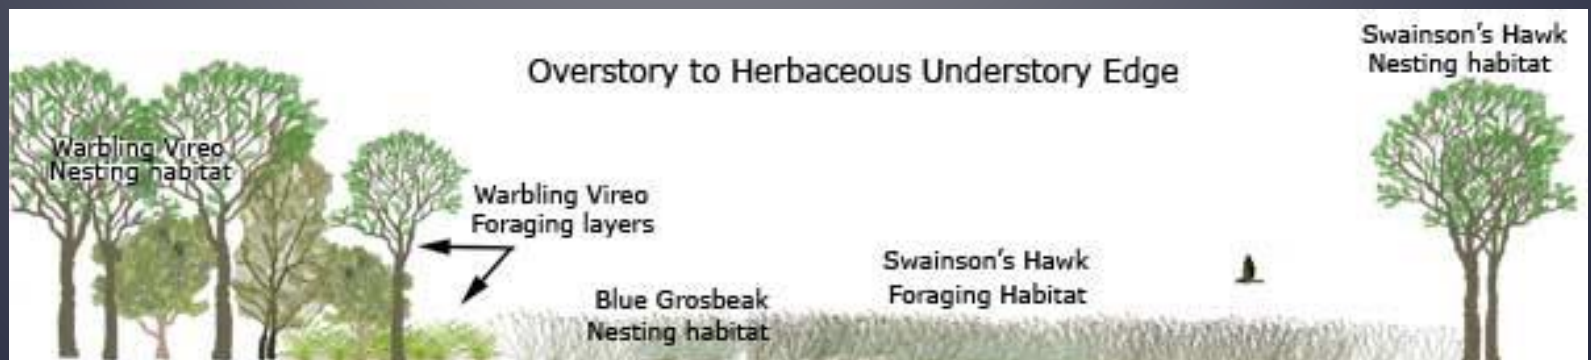 Overstory to Herbaceous Understory Edge
Swainson's Hawk
Nesting habitat
Warbling Vireo
Nesting habitat
Warbling Vireo
Foraging layers
Blue Grosbeak
Nesting habitat
Swainson's Hawk
Foraging Habitat